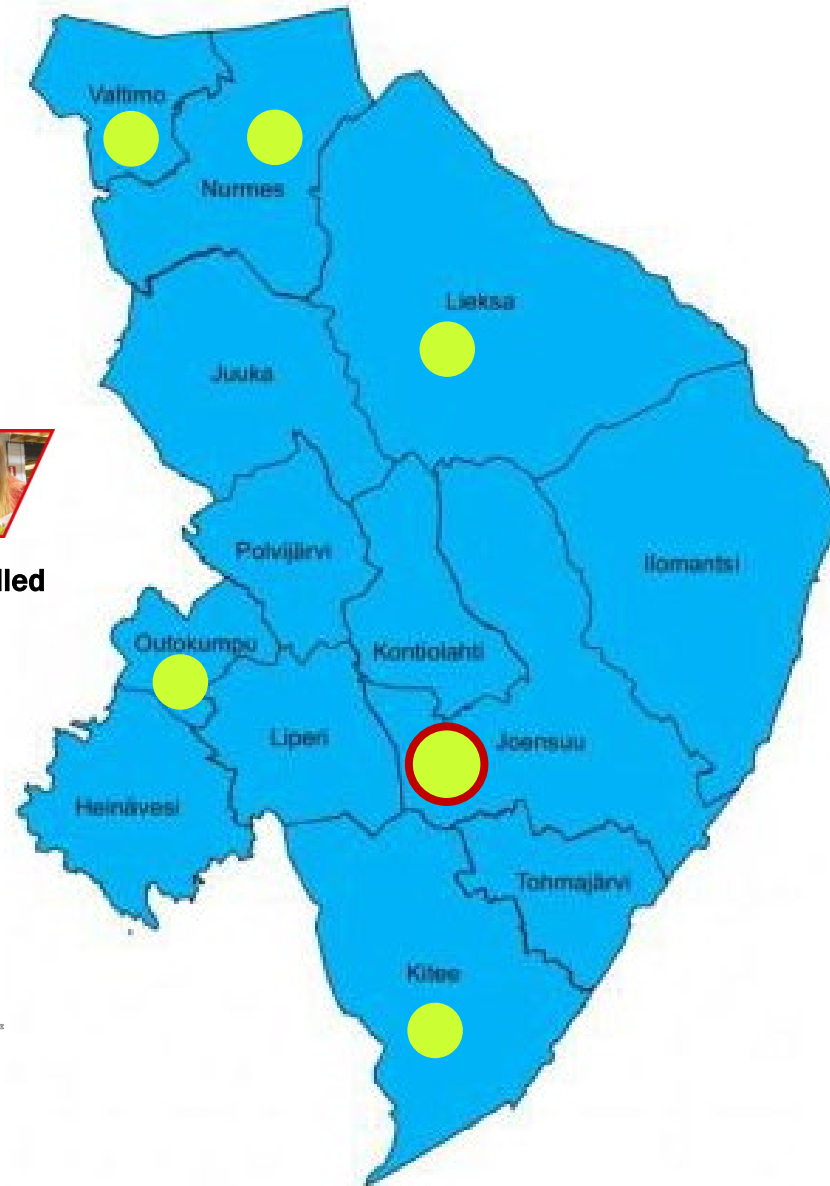 Valtimo
Nurmes
Lieksa
Juuka
Polvijärvi
Ilomantsi
lled
Outokumpu
Kontiolahti
Liperi
Joensuu
Heinävesi
Tohmajärvi
Kitee